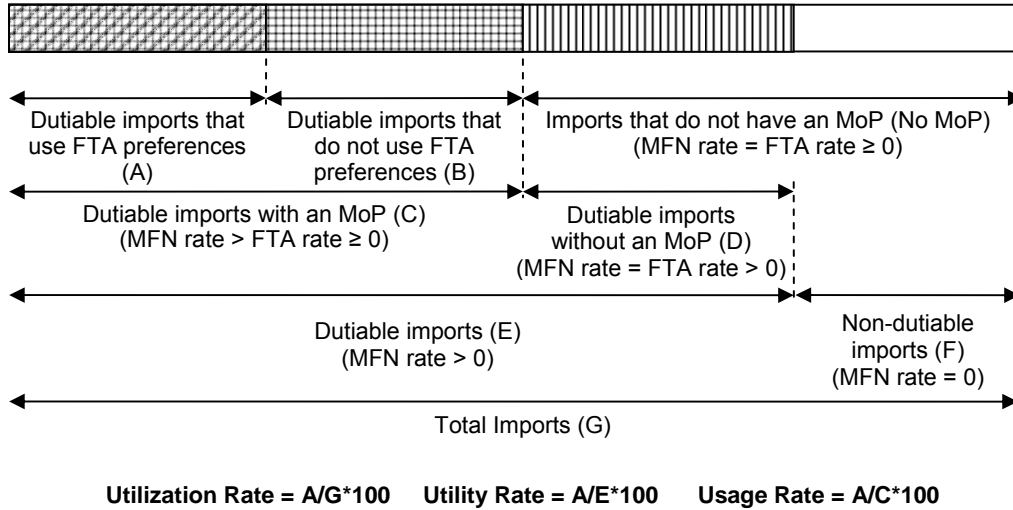 Dutiable imports that
use FTA preferences
(A)
Dutiable imports that
do not use FTA
preferences (B)
Imports that do not have an MoP (No MoP)
(MFN rate = FTA rate ≥ 0)
Dutiable imports with an MoP (C)
(MFN rate > FTA rate ≥ 0)
Dutiable imports
without an MoP (D)
(MFN rate = FTA rate > 0)
Dutiable imports (E)
(MFN rate > 0)
Non-dutiable
imports (F)
(MFN rate = 0)
Total Imports (G)
Utilization Rate = A/G*100 Utility Rate = A/E*100 Usage Rate = A/C*100